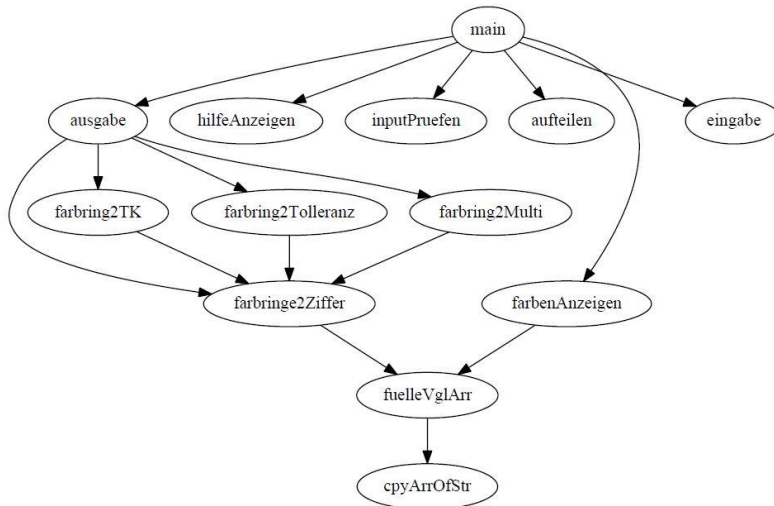 main
ausgabe
hilfeAnzeigen
inputPruefen
aufteilen
eingabe
farbring2TK
farbring2Tolleranz
farbring2Multi
farbringe2Ziffer
farbenAnzeigen
fuelleVglArr
cpyArrOfStr